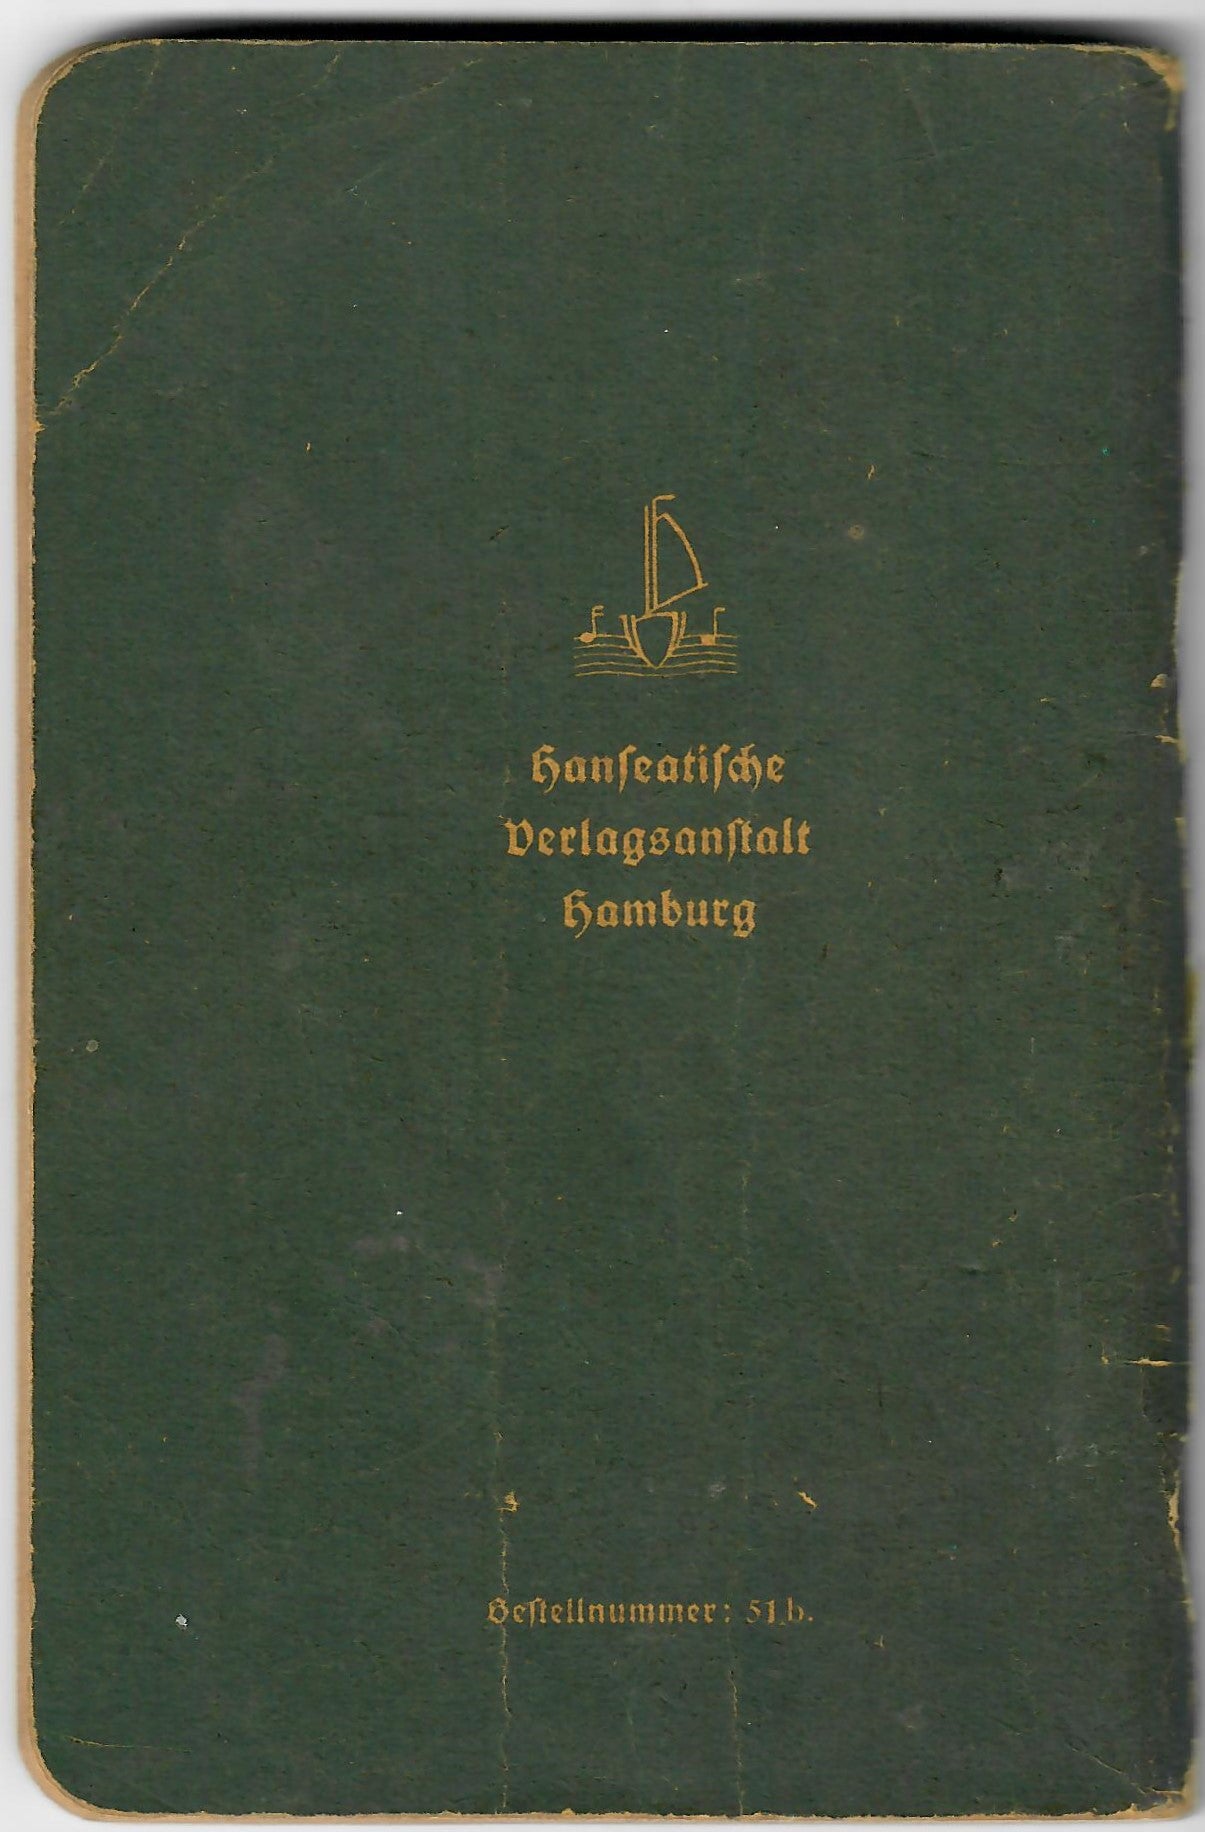 Hanſeatiſche
Verlagsanſtalt
Hamburg
Beſtellnummer: 51b.